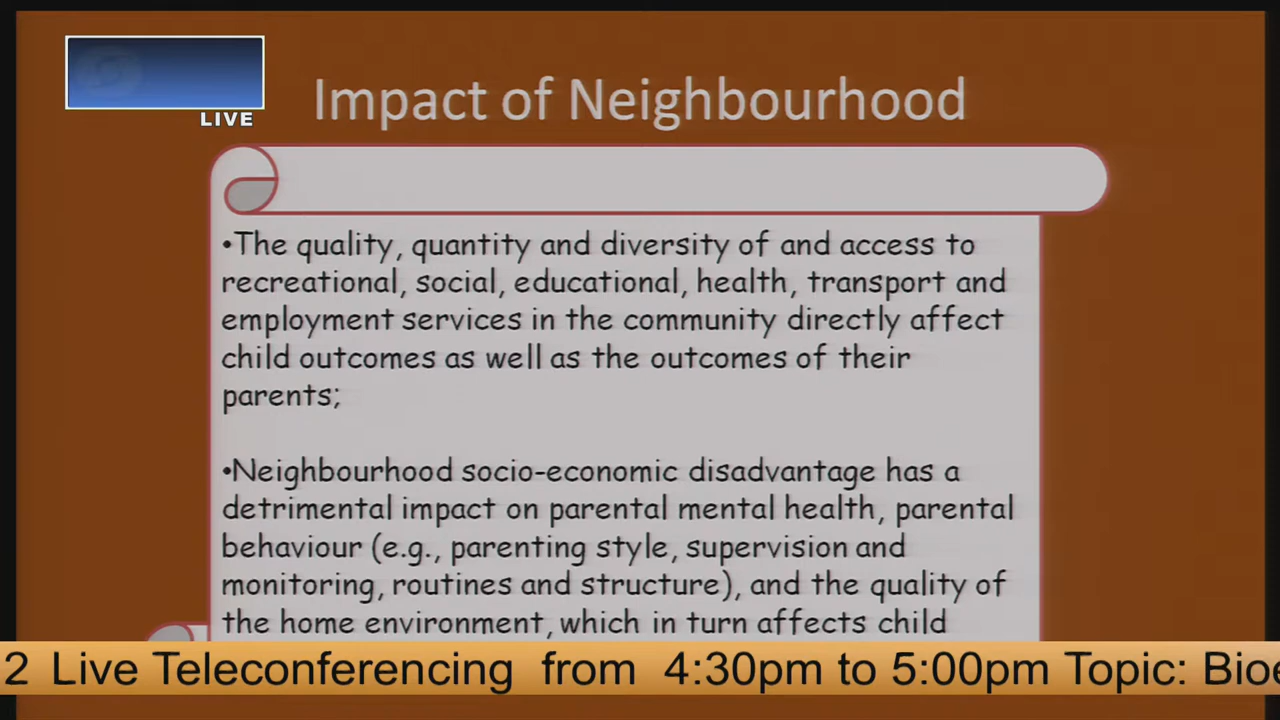 LIVE
Impact of Neighbourhood
•The quality, quantity and diversity of and access to
recreational, social, educational, health, transport and
employment services in the community directly affect
child outcomes as well as the outcomes of their
parents;
•Neighbourhood socio-economic disadvantage has a
detrimental impact on parental mental health, parental
behaviour (e.g., parenting style, supervision and
monitoring, routines and structure), and the quality of
the home environment, which in turn affects child
2 Live Teleconferencing from 4:30pm to 5:00pm Topic: